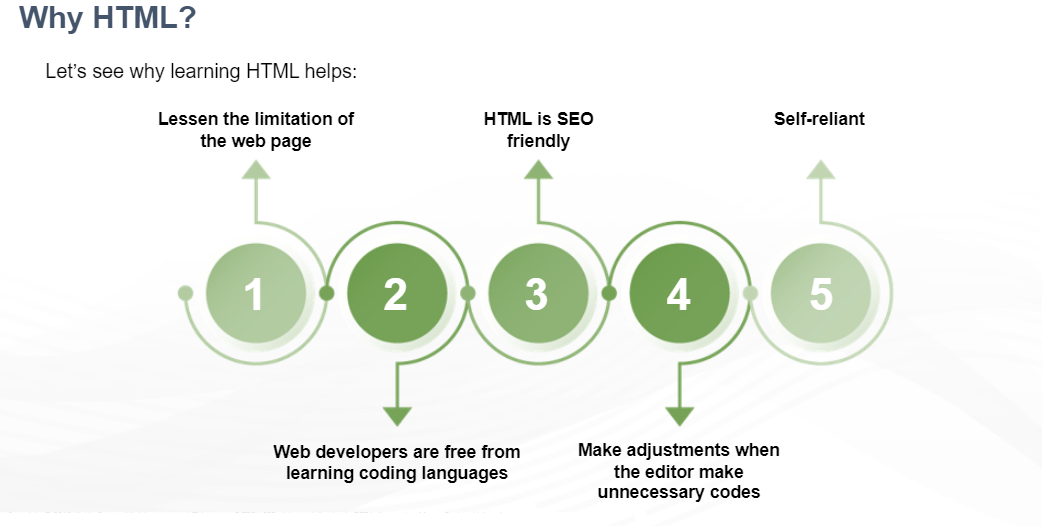 Why HTML?
Let's see why learning HTML helps:
Lessen the limitation of
the web page
HTML is SEO
friendly
Self-reliant
1
2
3
4
5
Web developers are free from
learning coding languages
Make adjustments when
the editor make
unnecessary codes